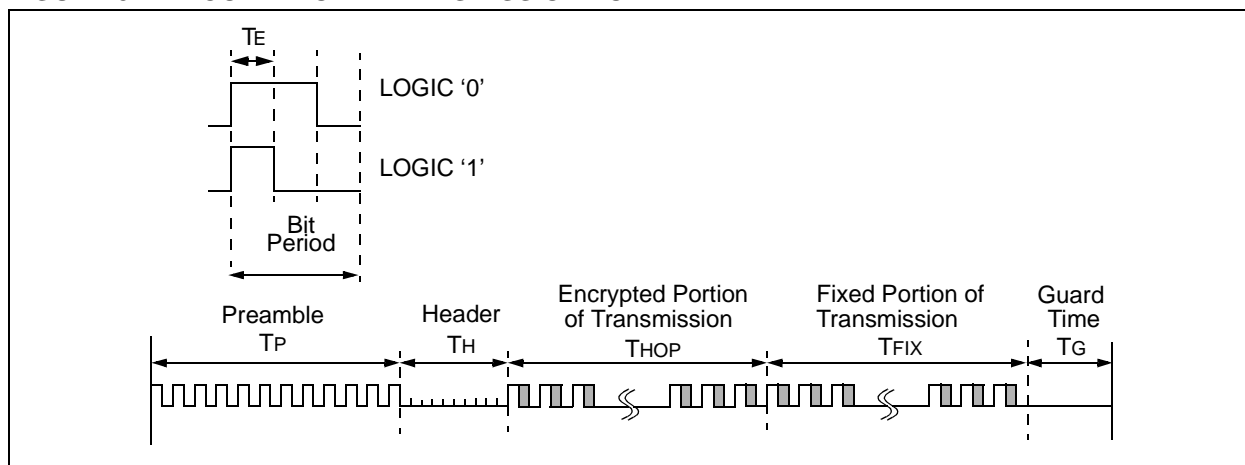 TE
LOGIC ‘0’
LOGIC ‘1’
Bit
Period
Preamble
TP
Header
TH
Encrypted Portion
of Transmission
THOP
Fixed Portion of
Transmission
TFIX
Guard
Time
TG